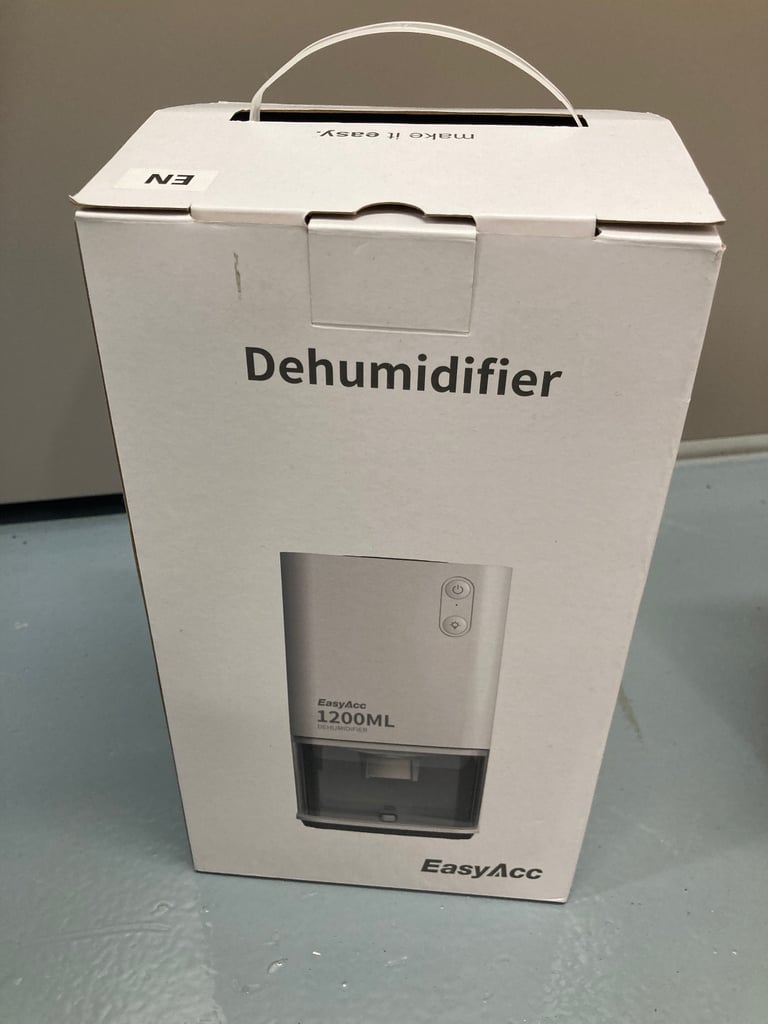 make it easy.
EN
Dehumidifier
EasyAcc
1200ML
DEHUMIDIFIER
EasyAcc